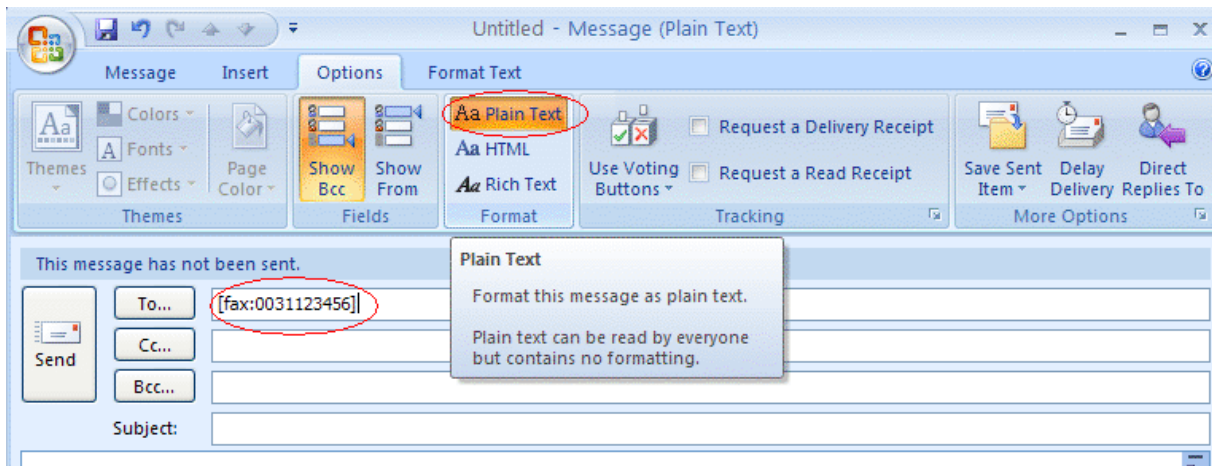 Untitled - Message (Plain Text)
Message Insert Options Format Text
Aa Themes
Colors
A Fonts
Effects
Page Color
Themes
Show Bcc
Show From
Fields
Aa Plain Text
Aa HTML
Aa Rich Text
Format
Use Voting Buttons
Request a Delivery Receipt
Request a Read Receipt
Tracking
Save Sent Item
Delay Delivery
Direct Replies To
More Options
This message has not been sent.
Send
To... [fax:0031123456]
Cc...
Bcc...
Subject:
Plain Text
Format this message as plain text.
Plain text can be read by everyone
but contains no formatting.